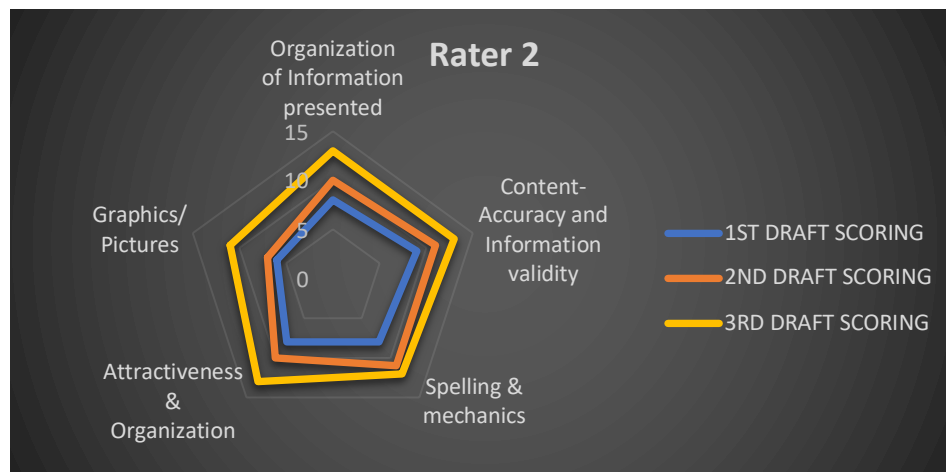 Rater 2
Organization
of Information
presented
15
10
5
0
Content-
Accuracy and
Information
validity
Spelling &
mechanics
Attractiveness
&
Organization
Graphics/
Pictures
1ST DRAFT SCORING
2ND DRAFT SCORING
3RD DRAFT SCORING